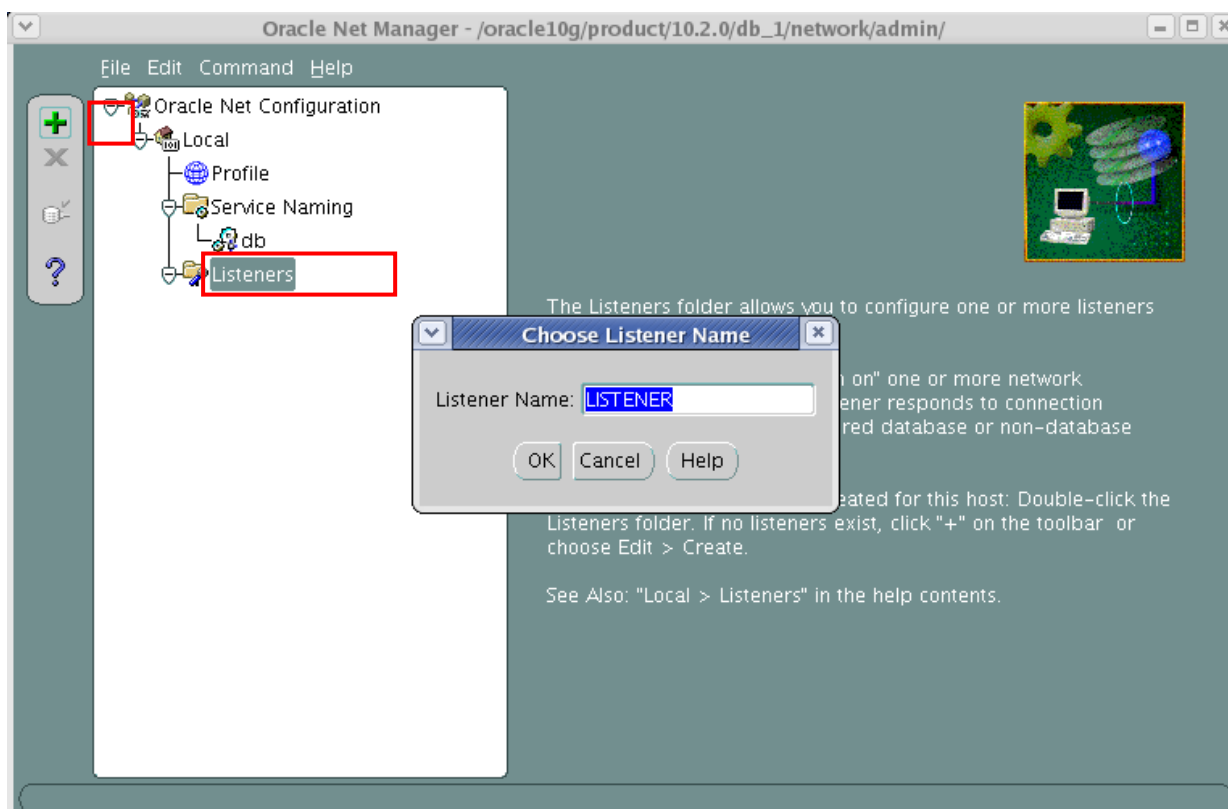 Oracle Net Manager - /oracle10g/product/10.2.0/db_1/network/admin/
File Edit Command Help
Oracle Net Configuration
Local
Profile
Service Naming
db
Listeners
The Listeners folder allows you to configure one or more listeners
Choose Listener Name
Listener Name: LISTENER
OK Cancel Help
on" one or more network
responds to connection
database or non-database
for this host: Double-click the
Listeners folder. If no listeners exist, click "+" on the toolbar or
choose Edit > Create.
See Also: "Local > Listeners" in the help contents.